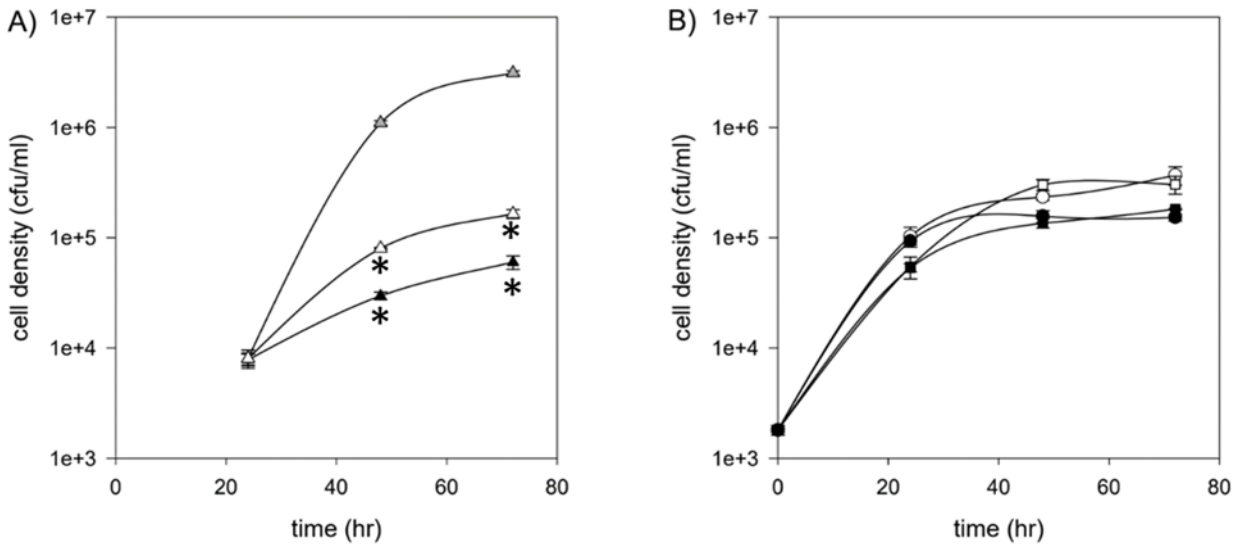 A)
1e+7
1e+6
1e+5
1e+4
1e+3
cell density (cfu/ml)
* *
* *
0 20 40 60 80
time (hr)
B)
1e+7
1e+6
1e+5
1e+4
1e+3
cell density (cfu/ml)
0 20 40 60 80
time (hr)